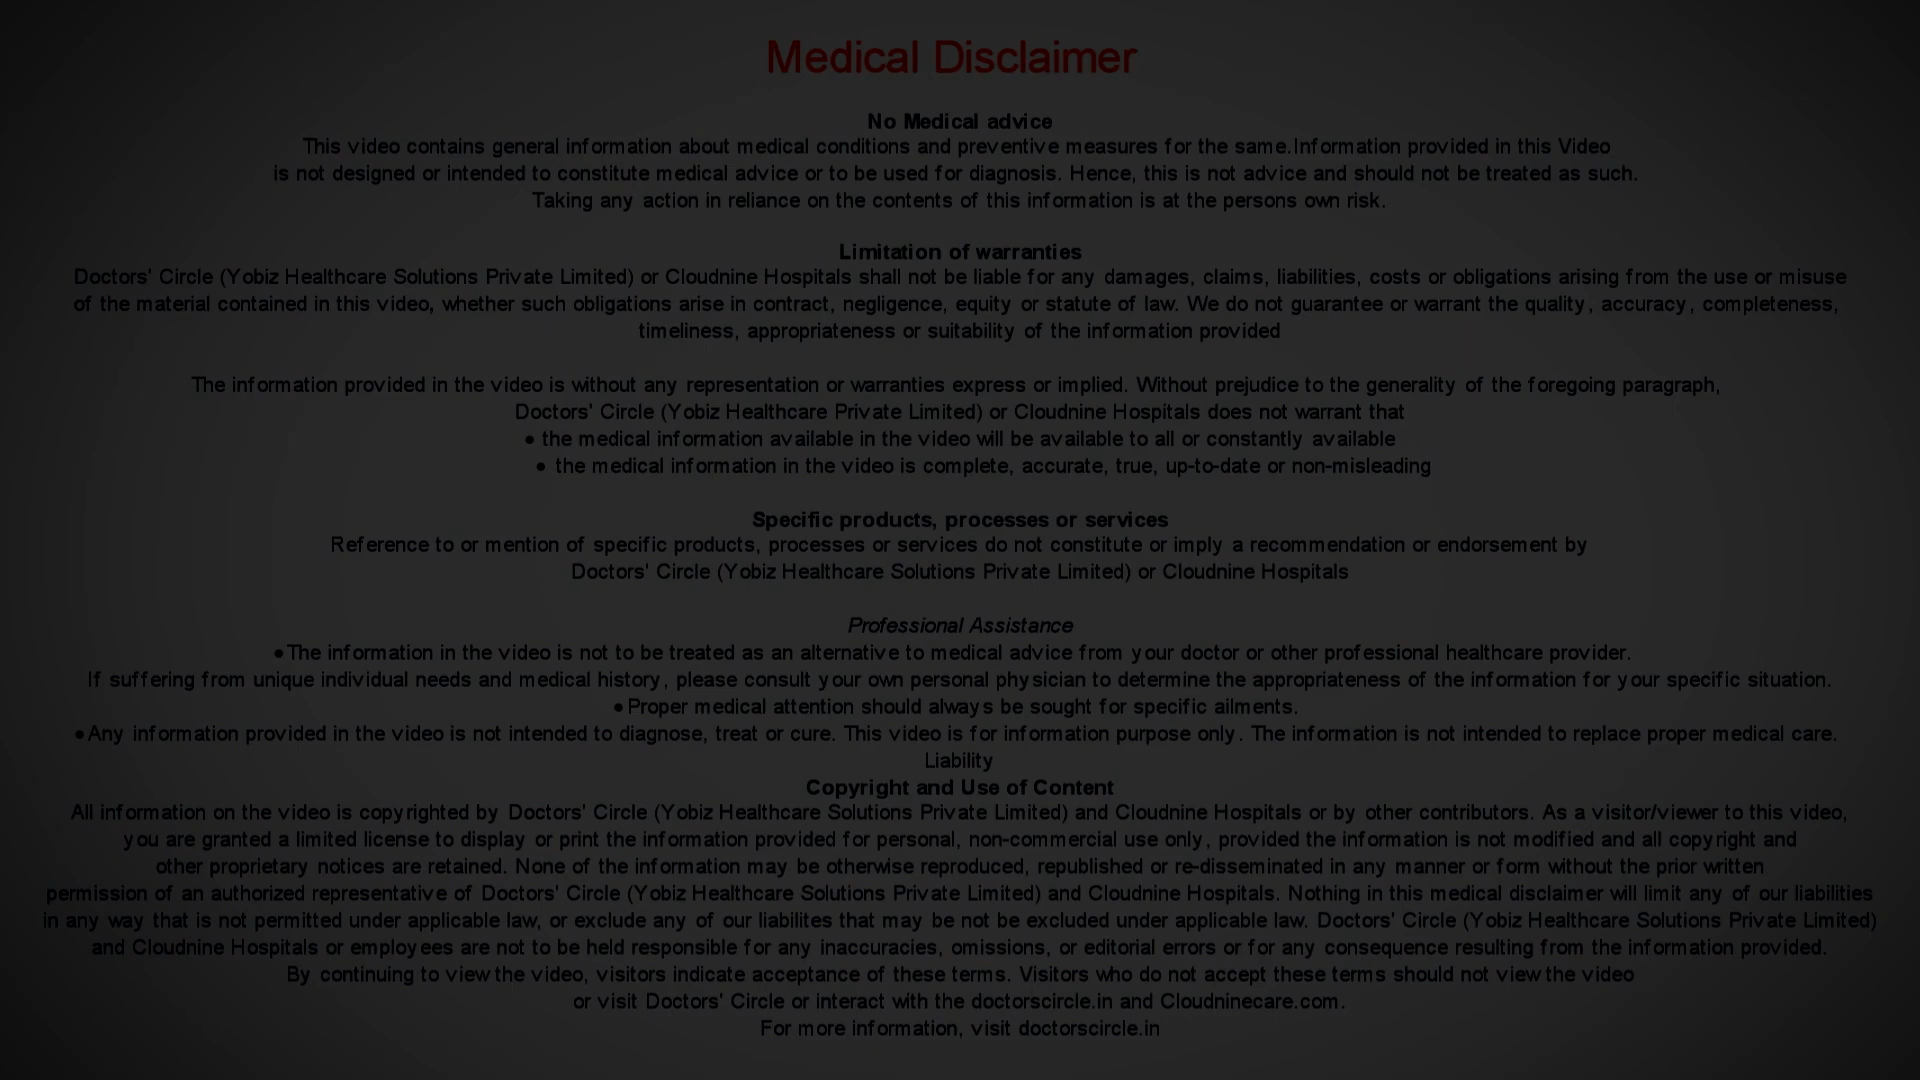 Medical Disclaimer
No Medical advice
This video contains general information about medical conditions and preventive measures for the same.Information provided in this Video
is not designed or intended to constitute medical advice or to be used for diagnosis. Hence, this is not advice and should not be treated as such.
Taking any action in reliance on the contents of this information is at the persons own risk.
Limitation of warranties
Doctors' Circle (Yobiz Healthcare Solutions Private Limited) or Cloudnine Hospitals shall not be liable for any damages, claims, liabilities, costs or obligations arising from the use or misuse
of the material contained in this video, whether such obligations arise in contract, negligence, equity or statute of law. We do not guarantee or warrant the quality, accuracy, completeness,
timeliness, appropriateness or suitability of the information provided
The information provided in the video is without any representation or warranties express or implied. Without prejudice to the generality of the foregoing paragraph,
Doctors' Circle (Yobiz Healthcare Private Limited) or Cloudnine Hospitals does not warrant that
• the medical information available in the video will be available to all or constantly available
• the medical information in the video is complete, accurate, true, up-to-date or non-misleading
Specific products, processes or services
Reference to or mention of specific products, processes or services do not constitute or imply a recommendation or endorsement by
Doctors' Circle (Yobiz Healthcare Solutions Private Limited) or Cloudnine Hospitals
Professional Assistance
•The information in the video is not to be treated as an alternative to medical advice from your doctor or other professional healthcare provider.
If suffering from unique individual needs and medical history, please consult your own personal physician to determine the appropriateness of the information for your specific situation.
•Proper medical attention should always be sought for specific ailments.
•Any information provided in the video is not intended to diagnose, treat or cure. This video is for information purpose only. The information is not intended to replace proper medical care.
Liability
Copyright and Use of Content
All information on the video is copyrighted by Doctors' Circle (Yobiz Healthcare Solutions Private Limited) and Cloudnine Hospitals or by other contributors. As a visitor/viewer to this video,
you are granted a limited license to display or print the information provided for personal, non-commercial use only, provided the information is not modified and all copyright and
other proprietary notices are retained. None of the information may be otherwise reproduced, republished or re-disseminated in any manner or form without the prior written
permission of an authorized representative of Doctors' Circle (Yobiz Healthcare Solutions Private Limited) and Cloudnine Hospitals. Nothing in this medical disclaimer will limit any of our liabilities
in any way that is not permitted under applicable law, or exclude any of our liabilites that may be not be excluded under applicable law. Doctors' Circle (Yobiz Healthcare Solutions Private Limited)
and Cloudnine Hospitals or employees are not to be held responsible for any inaccuracies, omissions, or editorial errors or for any consequence resulting from the information provided.
By continuing to view the video, visitors indicate acceptance of these terms. Visitors who do not accept these terms should not view the video
or visit Doctors' Circle or interact with the doctorscircle.in and Cloudninecare.com.
For more information, visit doctorscircle.in